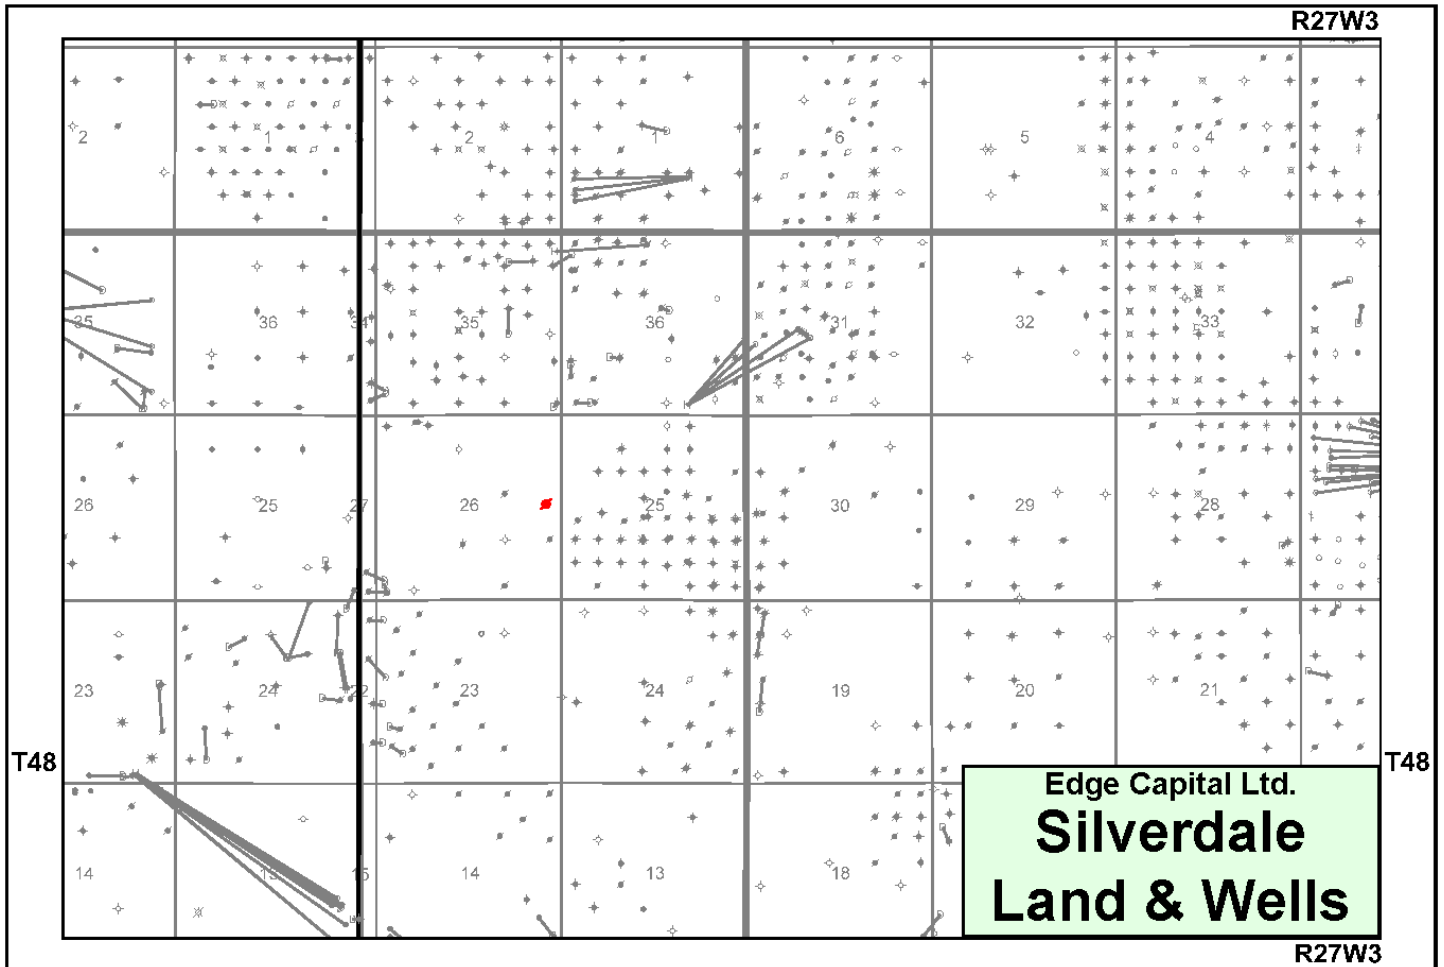 R27W3
2 1 2 1 6 5 4
35 36 34 35 36 31 32 33
26 25 27 26 25 30 29 28
23 24 22 23 24 19 20 21
T48 T48
Edge Capital Ltd.
Silverdale
Land & Wells
14 13 15 14 13 18
R27W3